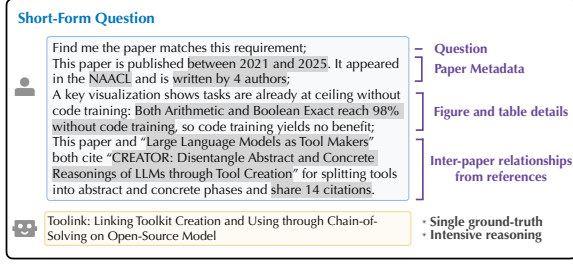 Short-Form Question
Find me the paper matches this requirement;
This paper is published between 2021 and 2025. It appeared
in the NAACL and is written by 4 authors;
A key visualization shows tasks are already at ceiling without
code training: Both Arithmetic and Boolean Exact reach 98%
without code training, so code training yields no benefit;
This paper and “Large Language Models as Tool Makers”
both cite “CREATOR: Disentangle Abstract and Concrete
Reasonings of LLMs through Tool Creation” for splitting tools
into abstract and concrete phases and share 14 citations.
Question
Paper Metadata
Figure and table details
Inter-paper relationships
from references
Toolink: Linking Toolkit Creation and Using through Chain-of-
Solving on Open-Source Model
* Single ground-truth
* Intensive reasoning